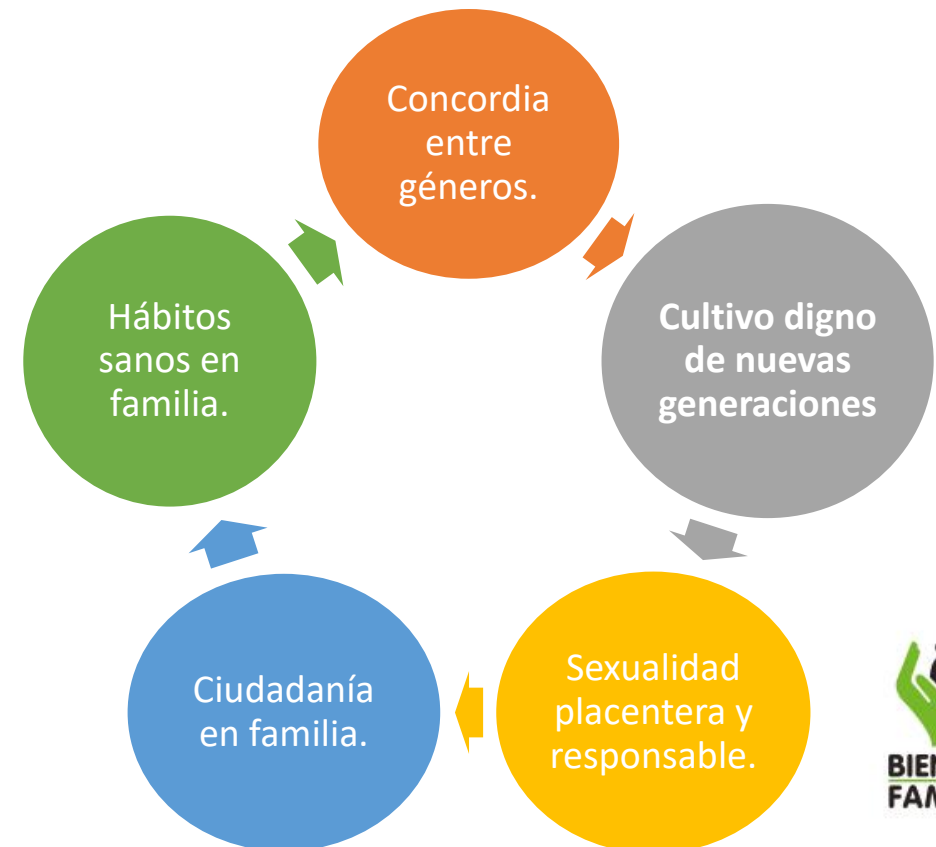 Concordia
entre
géneros.
Cultivo digno
de nuevas
generaciones
Sexualidad
placentera y
responsable.
Ciudadanía
en familia.
Hábitos
sanos en
familia.